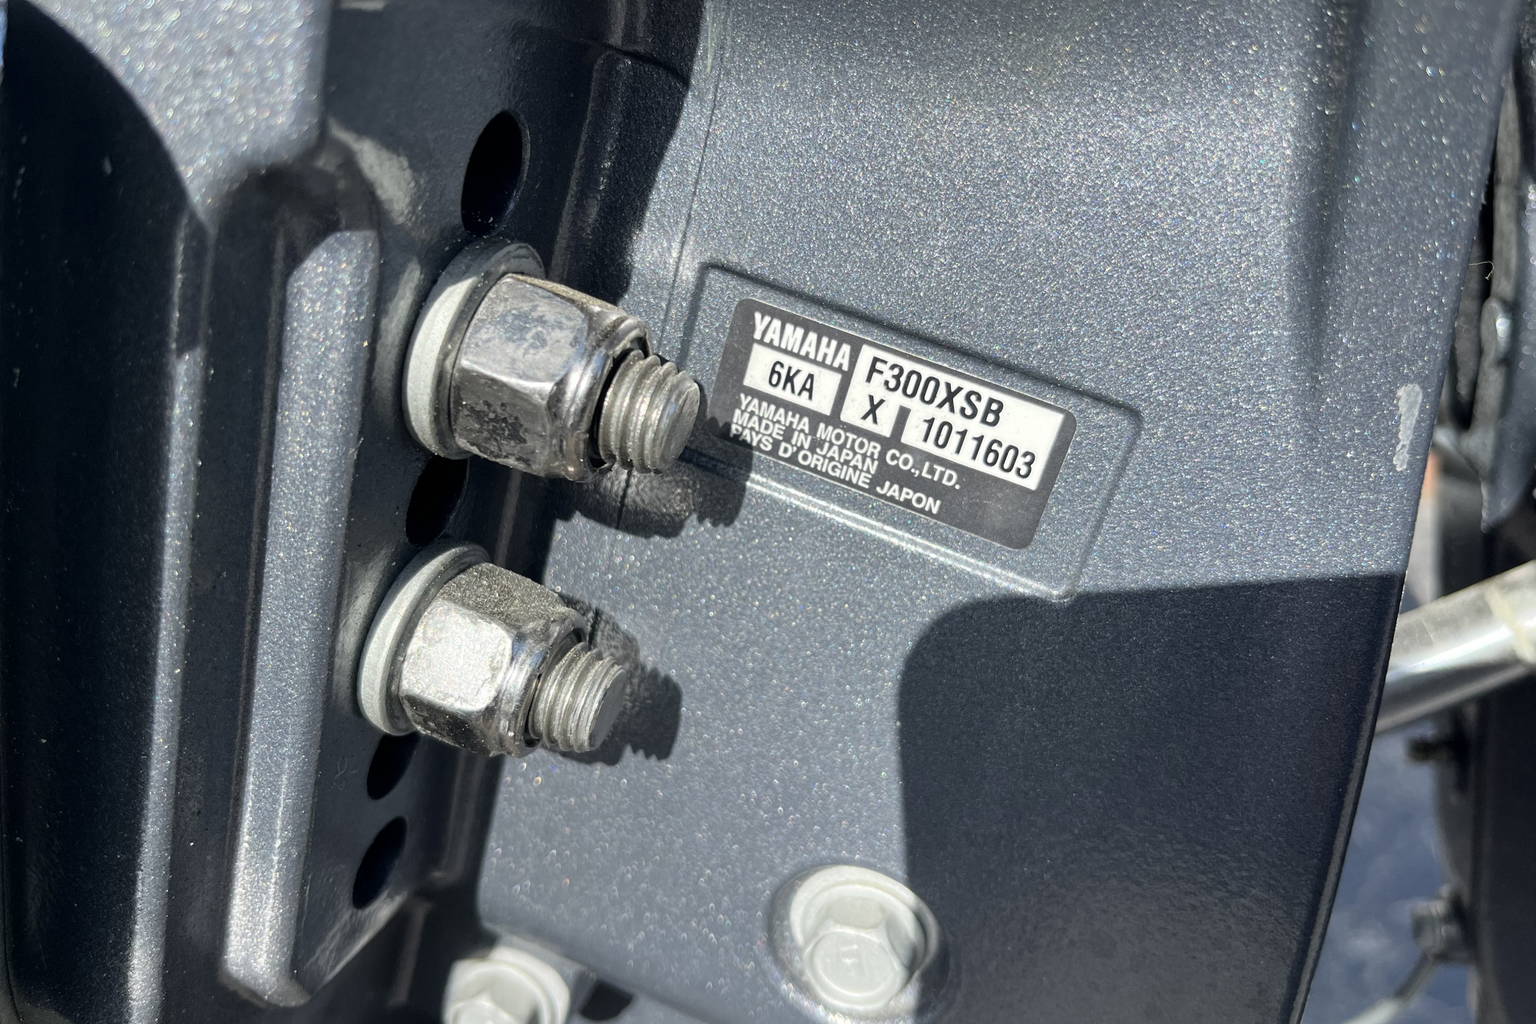 YAMAHA F300XSB
6KA X 1011603
YAMAHA MOTOR CO.,LTD.
MADE IN JAPAN
PAYS D'ORIGINE JAPON